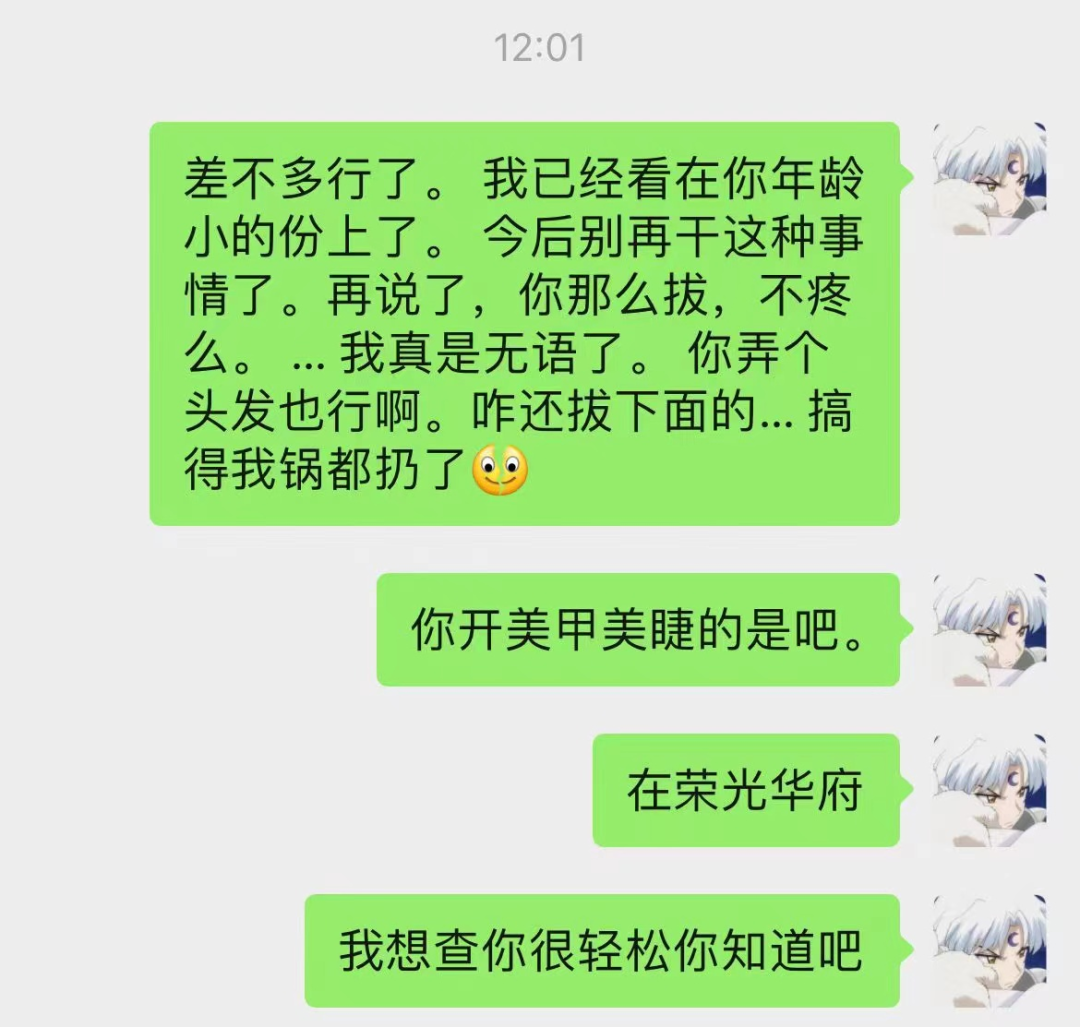 12:01
差不多行了。 我已经看在你年龄
小的份上了。 今后别再干这种事
情了。再说了，你那么拔，不疼
么。 ... 我真是无语了。 你弄个
头发也行啊。咋还拔下面的... 搞
得我锅都扔了🫠
你开美甲美睫的是吧。
在荣光华府
我想查你很轻松你知道吧